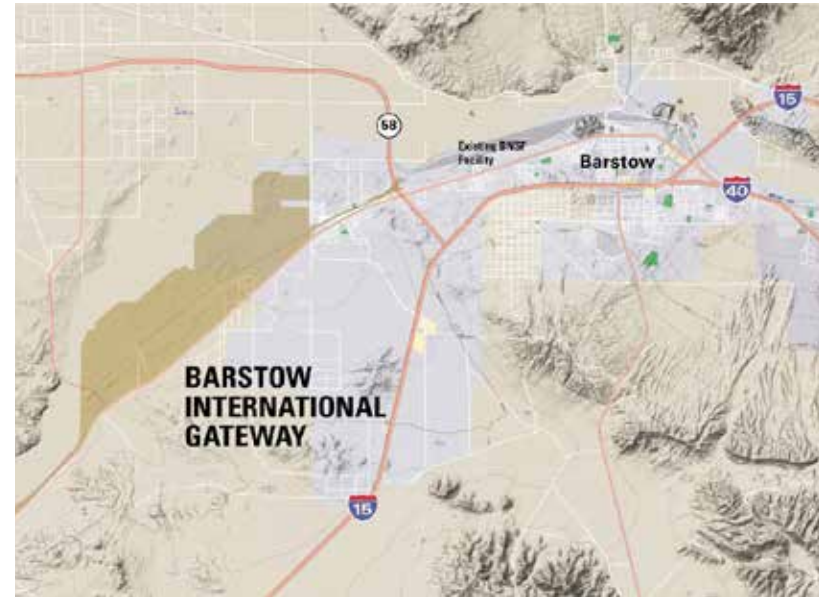 15
58
Existing BNSF
Facility
Barstow
40
BARSTOW
INTERNATIONAL
GATEWAY
15